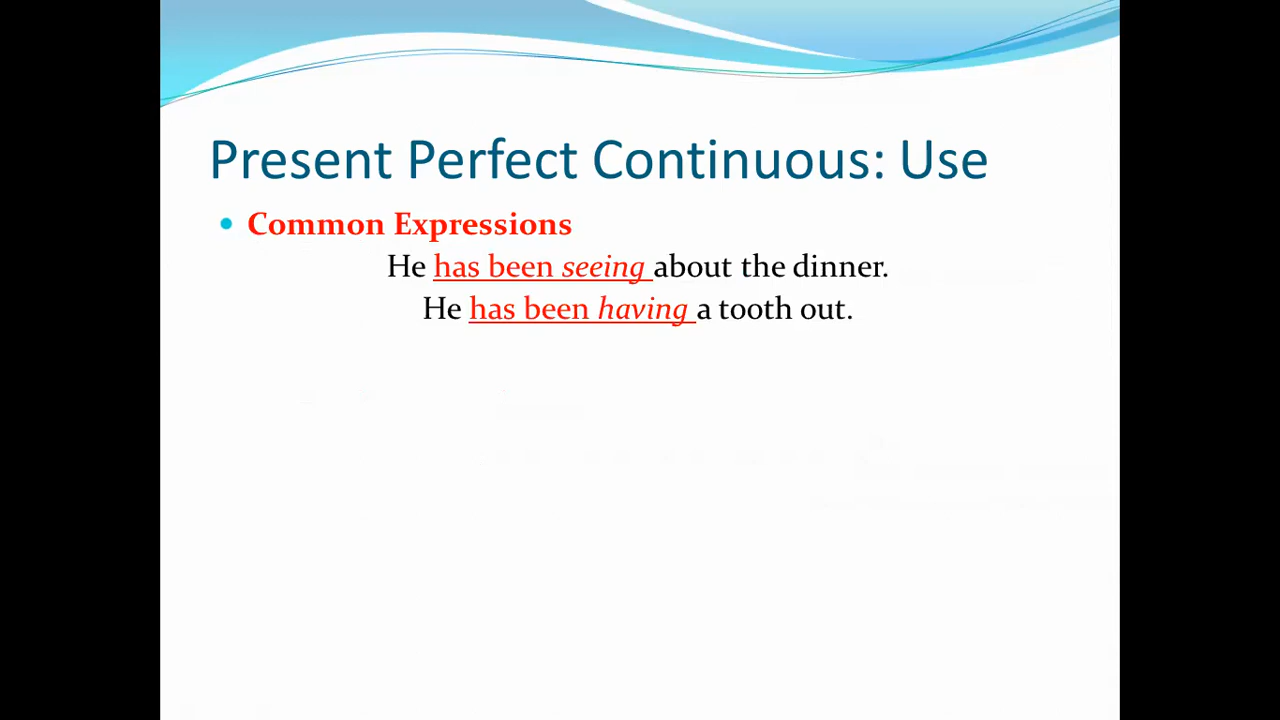 Present Perfect Continuous: Use
Common Expressions
He has been seeing about the dinner.
He has been having a tooth out.